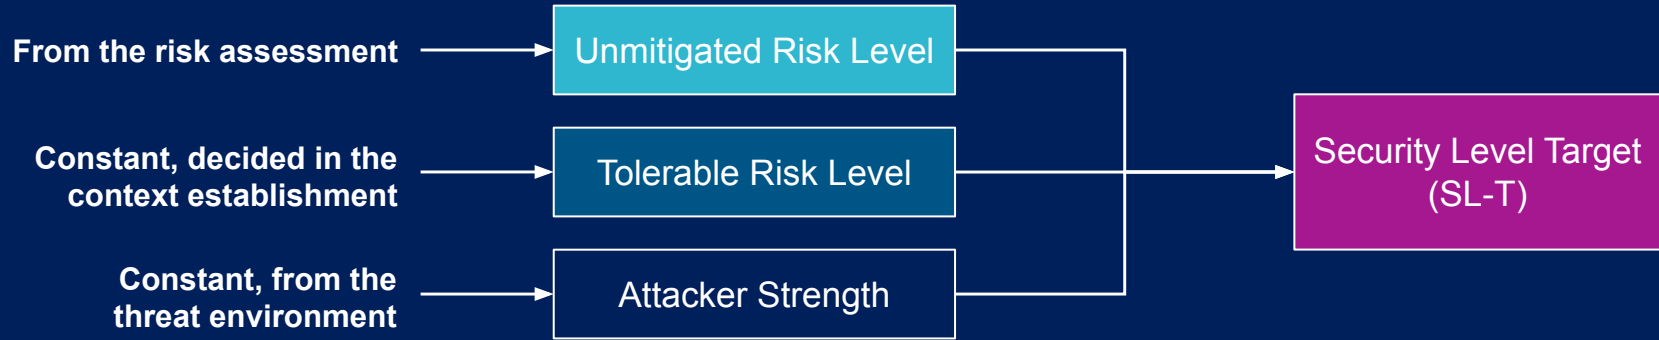 From the risk assessment
Unmitigated Risk Level
Constant, decided in the
context establishment
Tolerable Risk Level
Security Level Target
(SL-T)
Constant, from the
threat environment
Attacker Strength